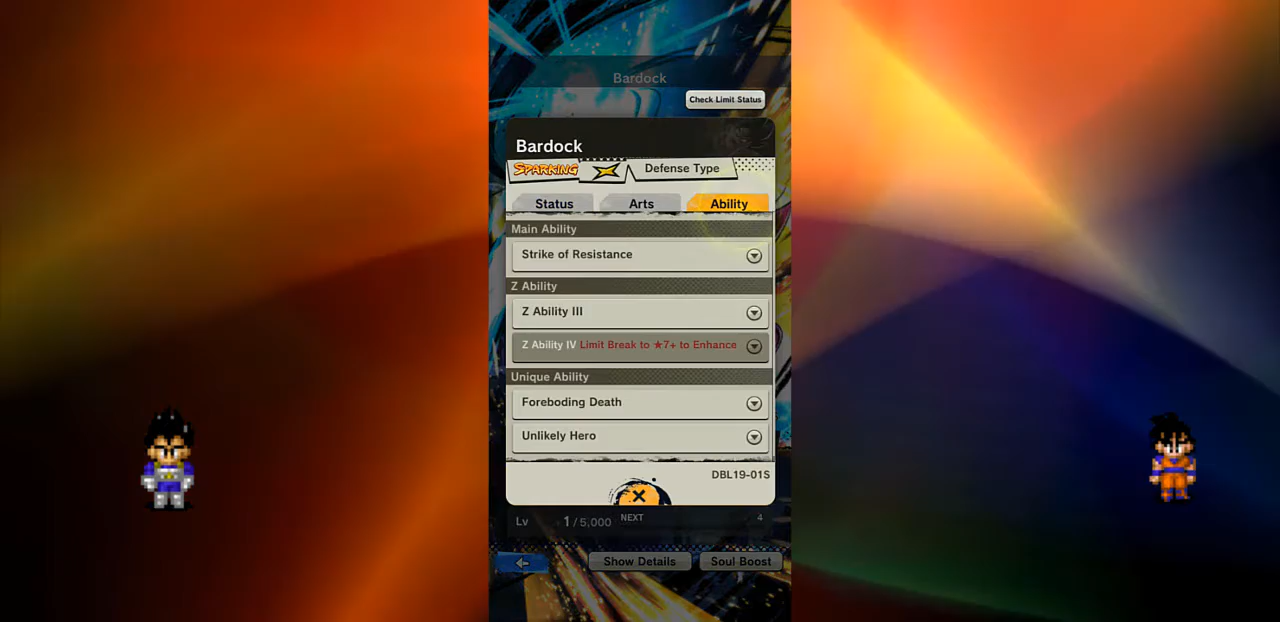 Bardock
Check Limit Status
Bardock
SPARKING
Defense Type
Status Arts Ability
Main Ability
Strike of Resistance
Z Ability
Z Ability III
Z Ability IV Limit Break to ★7+ to Enhance
Unique Ability
Foreboding Death
Unlikely Hero
DBL19-01S
Lv 1/5,000 NEXT 4
Show Details Soul Boost